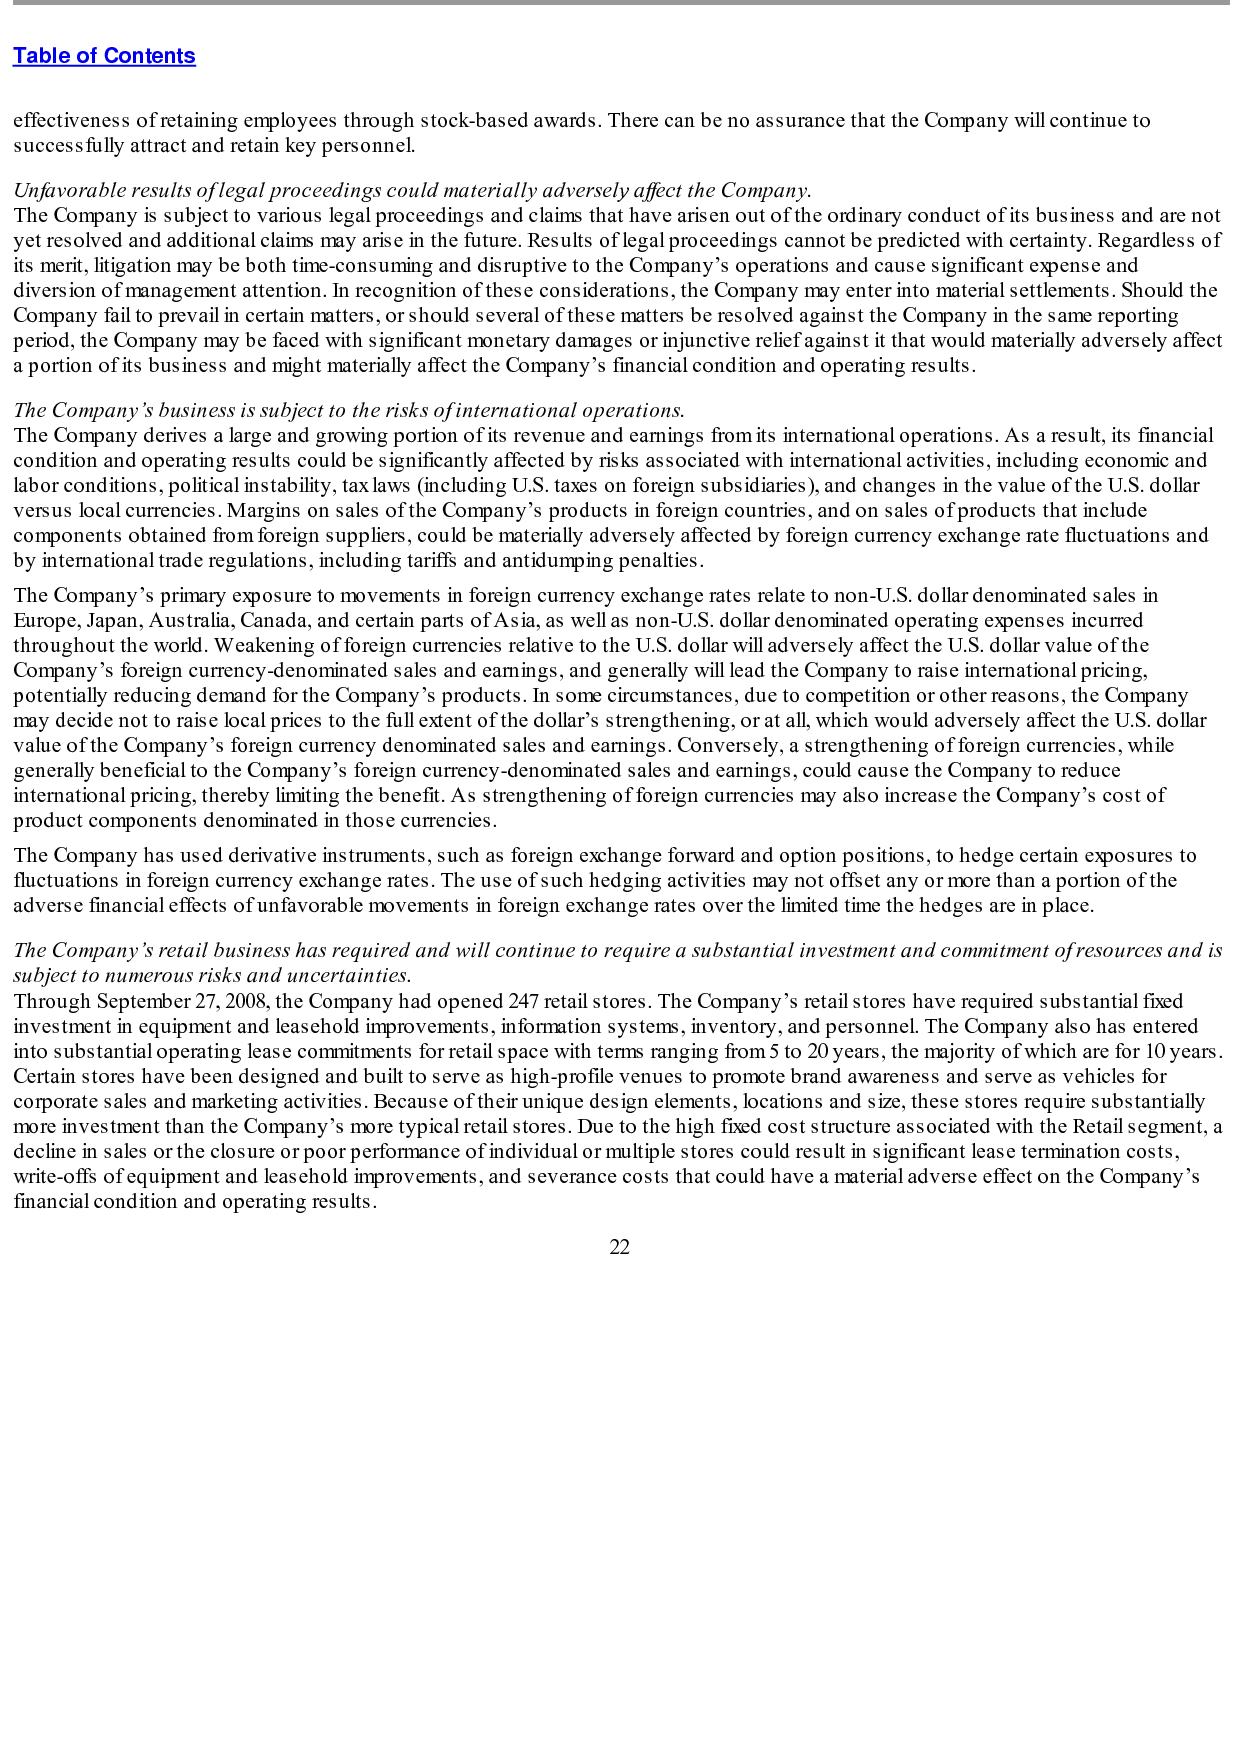 Table of Contents
effectiveness of retaining employees through stock-based awards. There can be no assurance that the Company will continue to
successfully attract and retain key personnel.
Unfavorable results of legal proceedings could materially adversely affect the Company.
The Company is subject to various legal proceedings and claims that have arisen out of the ordinary conduct of its business and are not
yet resolved and additional claims may arise in the future. Results of legal proceedings cannot be predicted with certainty. Regardless of
its merit, litigation may be both time-consuming and disruptive to the Company’s operations and cause significant expense and
diversion of management attention. In recognition of these considerations, the Company may enter into material settlements. Should the
Company fail to prevail in certain matters, or should several of these matters be resolved against the Company in the same reporting
period, the Company may be faced with significant monetary damages or injunctive relief against it that would materially adversely affect
a portion of its business and might materially affect the Company’s financial condition and operating results.
The Company’s business is subject to the risks of international operations.
The Company derives a large and growing portion of its revenue and earnings from its international operations. As a result, its financial
condition and operating results could be significantly affected by risks associated with international activities, including economic and
labor conditions, political instability, tax laws (including U.S. taxes on foreign subsidiaries), and changes in the value of the U.S. dollar
versus local currencies. Margins on sales of the Company’s products in foreign countries, and on sales of products that include
components obtained from foreign suppliers, could be materially adversely affected by foreign currency exchange rate fluctuations and
by international trade regulations, including tariffs and antidumping penalties.
The Company’s primary exposure to movements in foreign currency exchange rates relate to non-U.S. dollar denominated sales in
Europe, Japan, Australia, Canada, and certain parts of Asia, as well as non-U.S. dollar denominated operating expenses incurred
throughout the world. Weakening of foreign currencies relative to the U.S. dollar will adversely affect the U.S. dollar value of the
Company’s foreign currency-denominated sales and earnings, and generally will lead the Company to raise international pricing,
potentially reducing demand for the Company’s products. In some circumstances, due to competition or other reasons, the Company
may decide not to raise local prices to the full extent of the dollar’s strengthening, or at all, which would adversely affect the U.S. dollar
value of the Company’s foreign currency denominated sales and earnings. Conversely, a strengthening of foreign currencies, while
generally beneficial to the Company’s foreign currency-denominated sales and earnings, could cause the Company to reduce
international pricing, thereby limiting the benefit. As strengthening of foreign currencies may also increase the Company’s cost of
product components denominated in those currencies.
The Company has used derivative instruments, such as foreign exchange forward and option positions, to hedge certain exposures to
fluctuations in foreign currency exchange rates. The use of such hedging activities may not offset any or more than a portion of the
adverse financial effects of unfavorable movements in foreign exchange rates over the limited time the hedges are in place.
The Company’s retail business has required and will continue to require a substantial investment and commitment of resources and is
subject to numerous risks and uncertainties.
Through September 27, 2008, the Company had opened 247 retail stores. The Company’s retail stores have required substantial fixed
investment in equipment and leasehold improvements, information systems, inventory, and personnel. The Company also has entered
into substantial operating lease commitments for retail space with terms ranging from 5 to 20 years, the majority of which are for 10 years.
Certain stores have been designed and built to serve as high-profile venues to promote brand awareness and serve as vehicles for
corporate sales and marketing activities. Because of their unique design elements, locations and size, these stores require substantially
more investment than the Company’s more typical retail stores. Due to the high fixed cost structure associated with the Retail segment, a
decline in sales or the closure or poor performance of individual or multiple stores could result in significant lease termination costs,
write-offs of equipment and leasehold improvements, and severance costs that could have a material adverse effect on the Company’s
financial condition and operating results.
22